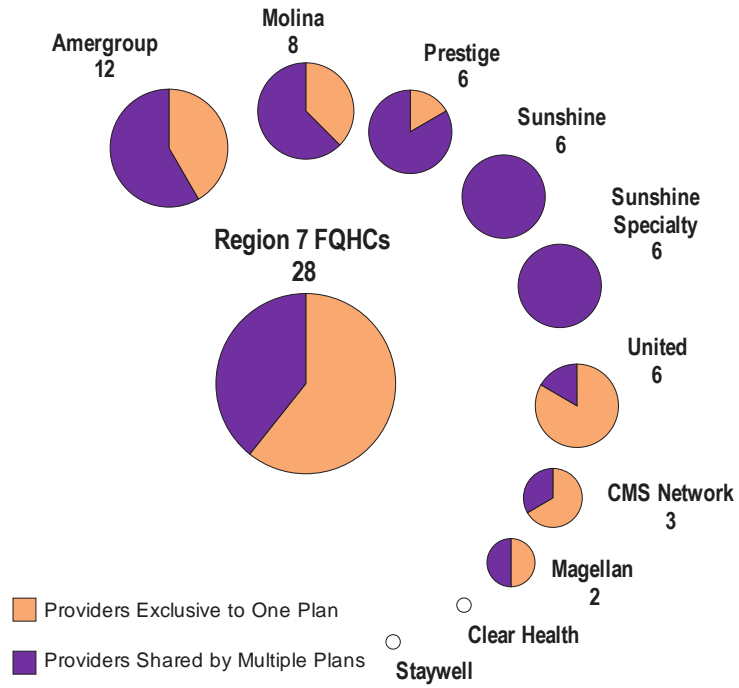 Molina
8
Amergroup
12
Prestige
6
Sunshine
6
Sunshine
Specialty
6
Region 7 FQHCs
28
United
6
CMS Network
3
Magellan
2
Providers Exclusive to One Plan
Clear Health
Providers Shared by Multiple Plans
Staywell